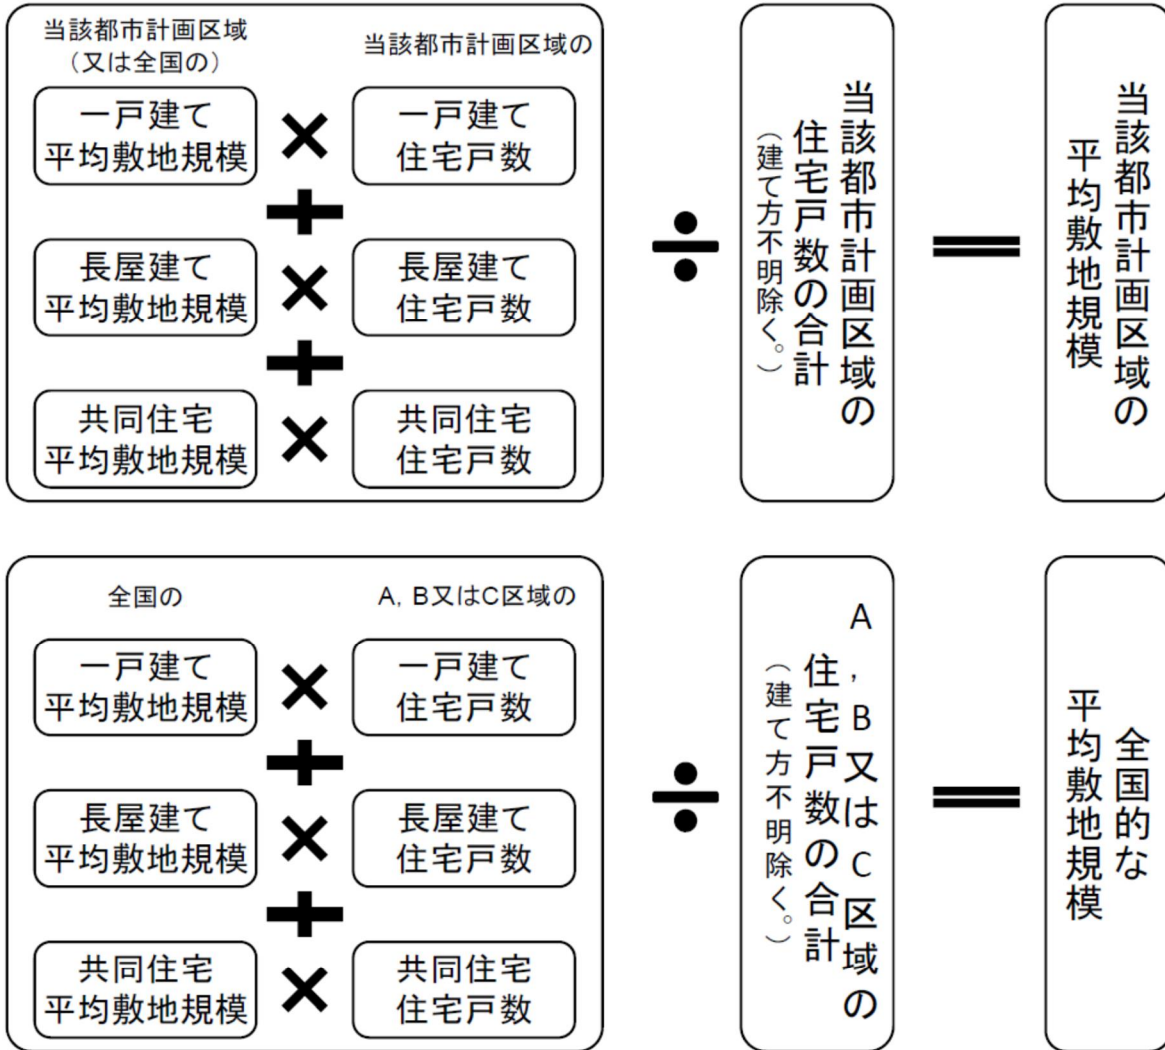 当該都市計画区域
（又は全国の）
当該都市計画区域の
一戸建て
平均敷地規模
×
一戸建て
住宅戸数
＋
長屋建て
平均敷地規模
×
長屋建て
住宅戸数
＋
共同住宅
平均敷地規模
×
共同住宅
住宅戸数
÷
当該都市計画区域の
住宅戸数の合計
（建て方不明除く。）
＝
当該都市計画区域の
平均敷地規模
全国の
A, B又はC区域の
一戸建て
平均敷地規模
×
一戸建て
住宅戸数
＋
長屋建て
平均敷地規模
×
長屋建て
住宅戸数
＋
共同住宅
平均敷地規模
×
共同住宅
住宅戸数
÷
A,B又はC区域の
住宅戸数の合計
（建て方不明除く。）
＝
全国的な
平均敷地規模